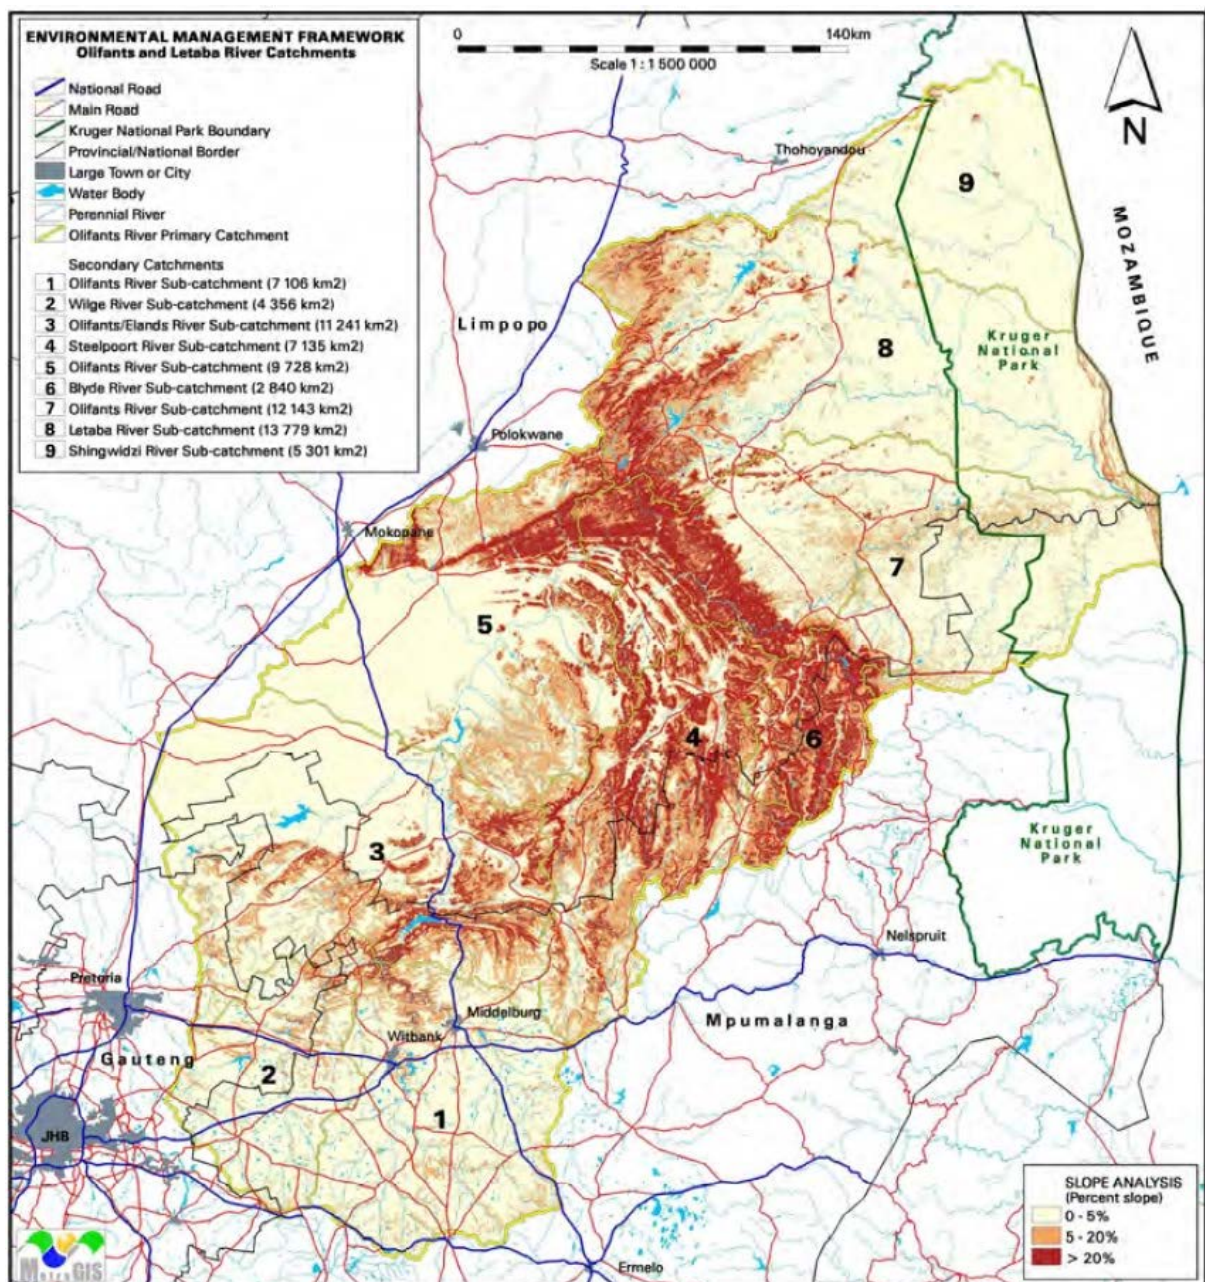 ENVIRONMENTAL MANAGEMENT FRAMEWORK
Olifants and Letaba River Catchments
National Road
Main Road
Kruger National Park Boundary
Provincial/National Border
Large Town or City
Water Body
Perennial River
Olifants River Primary Catchment
Secondary Catchments
1 Olifants River Sub-catchment (7 106 km2)
2 Wilge River Sub-catchment (4 356 km2)
3 Olifants/Elands River Sub-catchment (11 241 km2)
4 Steelpoort River Sub-catchment (7 135 km2)
5 Olifants River Sub-catchment (9 728 km2)
6 Blyde River Sub-catchment (2 840 km2)
7 Olifants River Sub-catchment (12 143 km2)
8 Letaba River Sub-catchment (13 779 km2)
9 Shingwidzi River Sub-catchment (5 301 km2)
0 140km
Scale 1 : 1 500 000
N
Thohoyandou
9
MOZAMBIQUE
Limpopo
8
Kruger
National
Park
Polokwane
Mokopane
7
5
4
6
3
Kruger
National
Park
Nelspruit
Pretoria
Middelburg
Mpumalanga
Witbank
Gauteng
2
1
JHB
SLOPE ANALYSIS
(Percent slope)
0 - 5%
5 - 20%
> 20%
MetroGIS
Ermelo